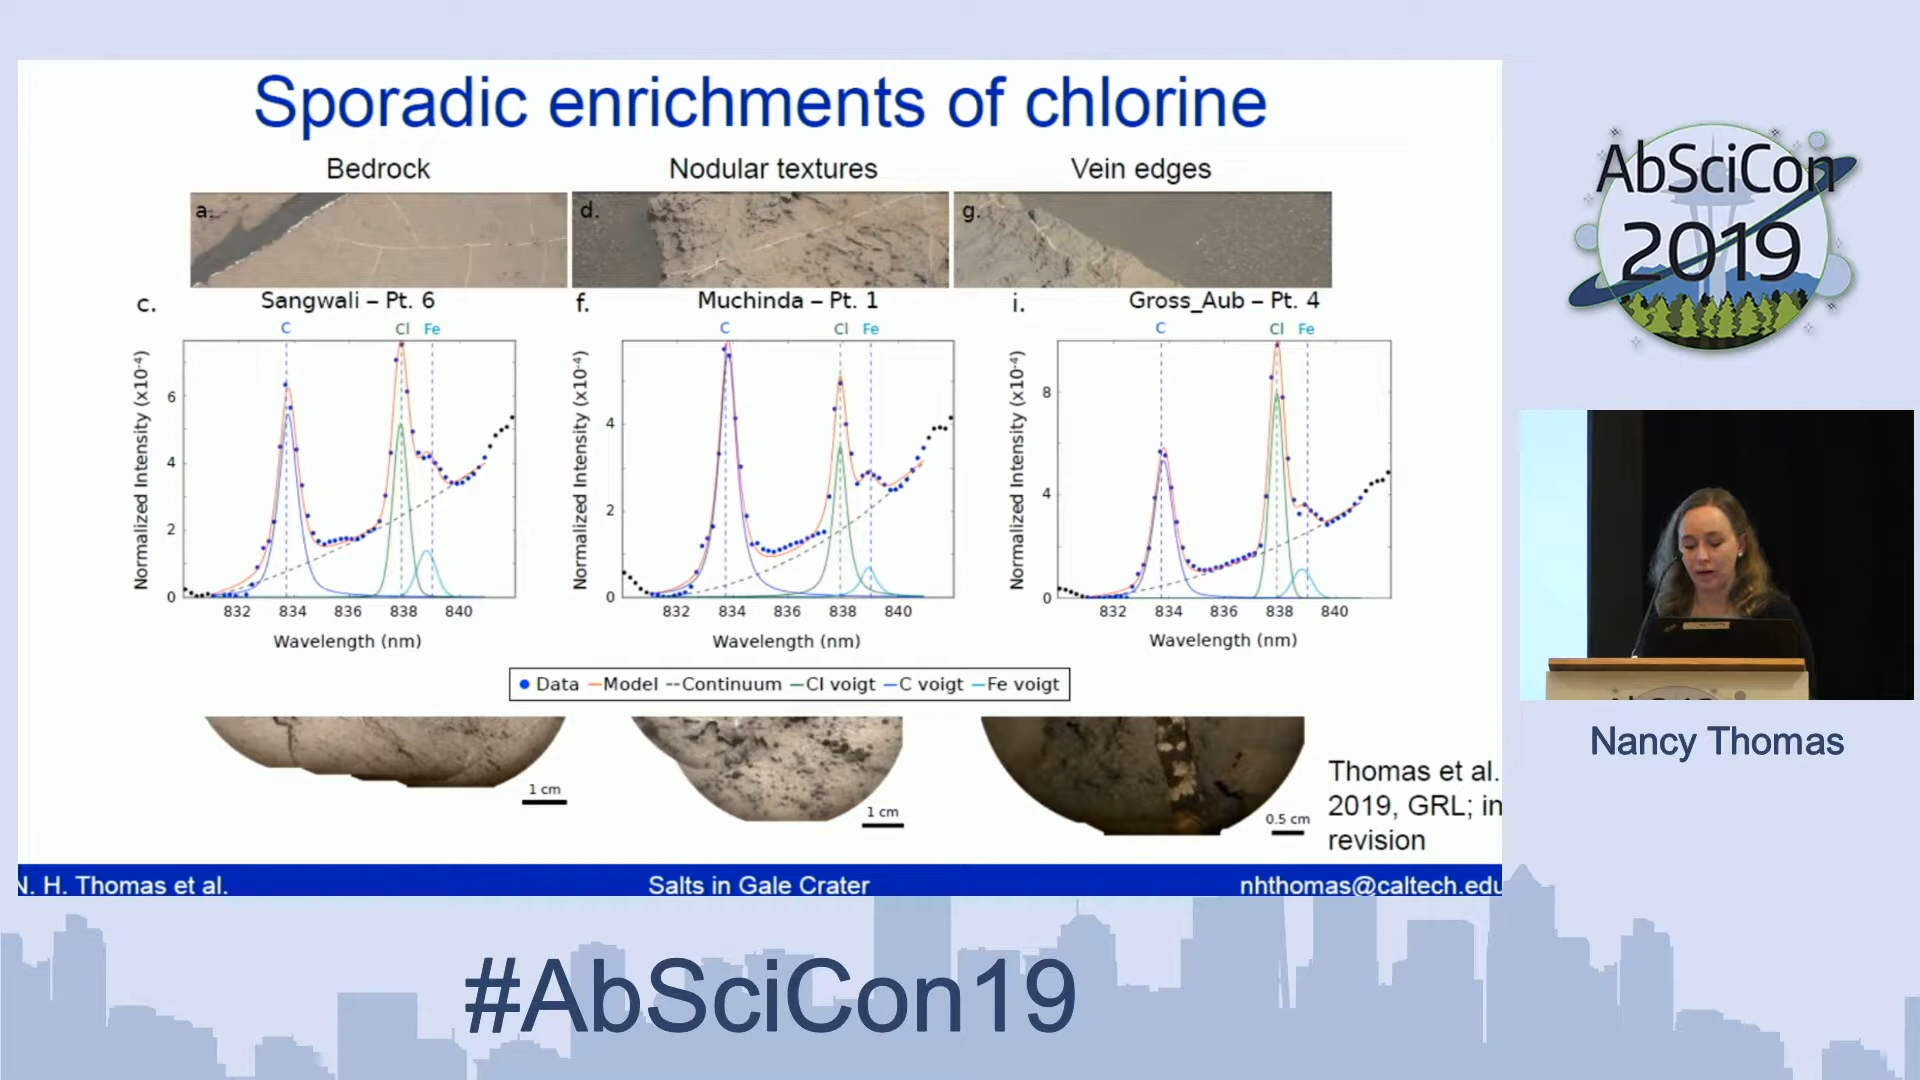 Sporadic enrichments of chlorine
Bedrock
Nodular textures
Vein edges
a.
d.
g.
c.
Sangwali – Pt. 6
f.
Muchinda – Pt. 1
i.
Gross_Aub – Pt. 4
C
Cl
Fe
C
Cl
Fe
C
Cl
Fe
Normalized Intensity (x10⁻⁴)
6
4
2
0
832
834
836
838
840
Wavelength (nm)
Normalized Intensity (x10⁻⁴)
4
2
0
832
834
836
838
840
Wavelength (nm)
Normalized Intensity (x10⁻⁴)
8
4
0
832
834
836
838
840
Wavelength (nm)
Data
Model
Continuum
Cl voigt
C voigt
Fe voigt
1 cm
1 cm
0.5 cm
Thomas et al.
2019, GRL; in
revision
N. H. Thomas et al.
Salts in Gale Crater
nhthomas@caltech.edu
AbSciCon
2019
Nancy Thomas
#AbSciCon19